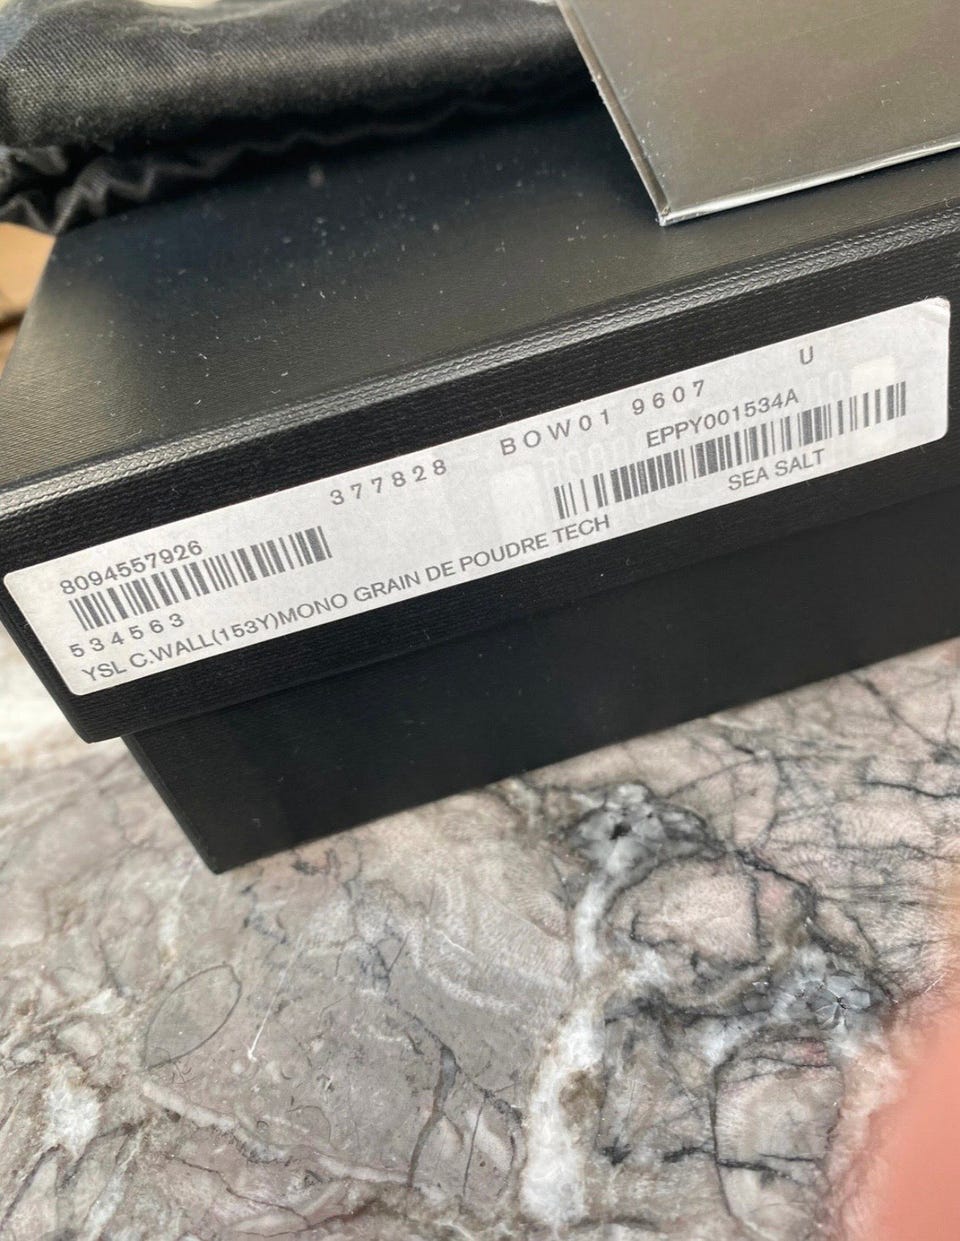 377828 BOW01 9607 U
8094557926 EPPY001534A
534563
YSL C.WALL(153Y)MONO GRAIN DE POUDRE TECH SEA SALT